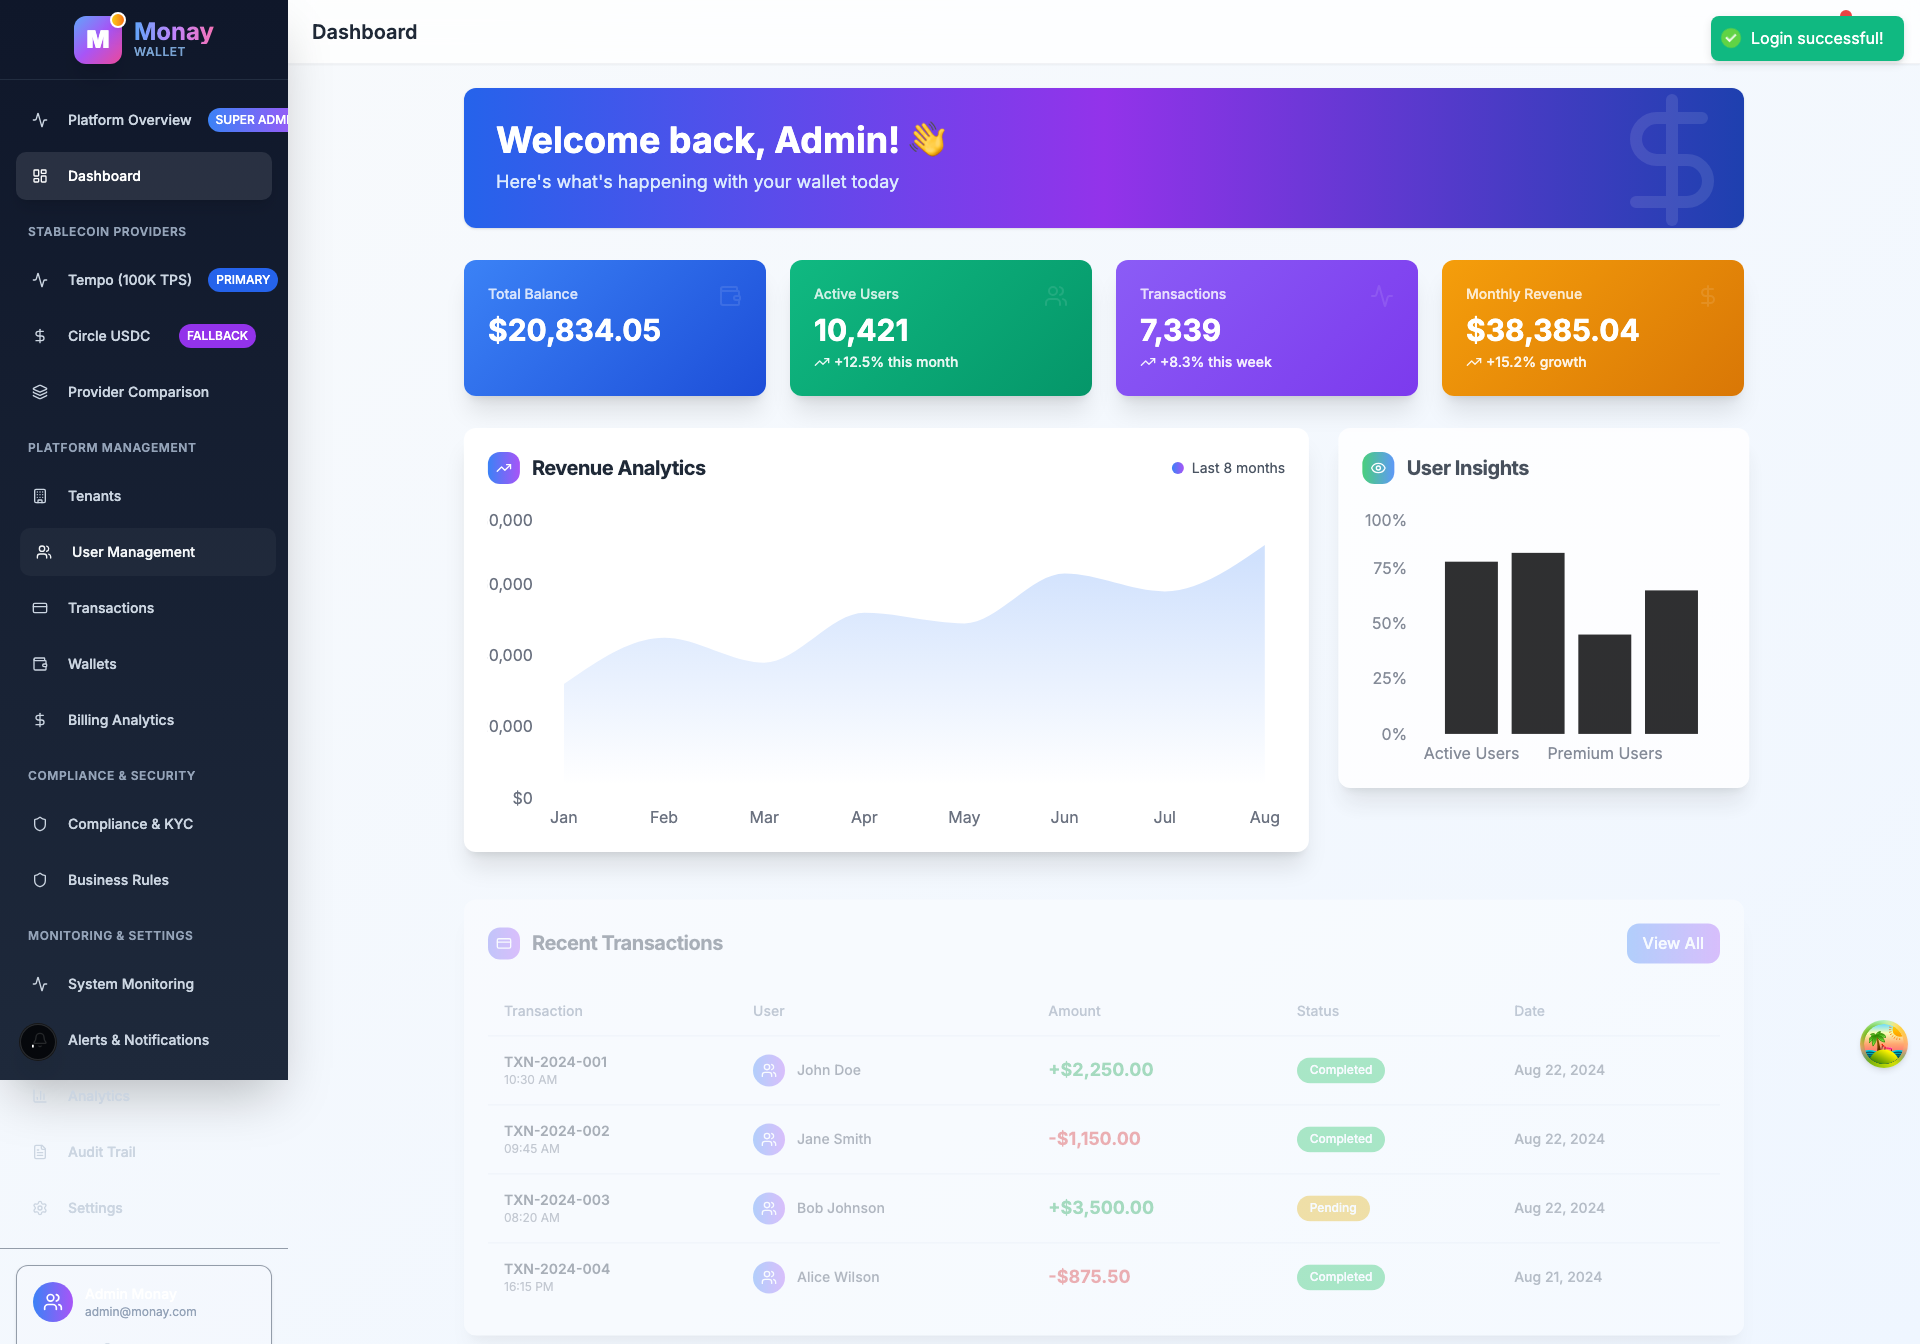 M
Monay
WALLET
Platform Overview
SUPER ADMI
Dashboard
STABLECOIN PROVIDERS
Tempo (100K TPS)
PRIMARY
Circle USDC
FALLBACK
Provider Comparison
PLATFORM MANAGEMENT
Tenants
User Management
Transactions
Wallets
Billing Analytics
COMPLIANCE & SECURITY
Compliance & KYC
Business Rules
MONITORING & SETTINGS
System Monitoring
Alerts & Notifications
Analytics
Audit Trail
Settings
Admin Monay
admin@monay.com
Dashboard
Login successful!
Welcome back, Admin! 👋
Here's what's happening with your wallet today
Total Balance
$20,834.05
Active Users
10,421
+12.5% this month
Transactions
7,339
+8.3% this week
Monthly Revenue
$38,385.04
+15.2% growth
Revenue Analytics
Last 8 months
0,000
0,000
0,000
0,000
$0
Jan Feb Mar Apr May Jun Jul Aug
User Insights
100%
75%
50%
25%
0%
Active Users Premium Users
Recent Transactions
View All
Transaction User Amount Status Date
TXN-2024-001
10:30 AM
John Doe
+$2,250.00
Completed
Aug 22, 2024
TXN-2024-002
09:45 AM
Jane Smith
-$1,150.00
Completed
Aug 22, 2024
TXN-2024-003
08:20 AM
Bob Johnson
+$3,500.00
Pending
Aug 22, 2024
TXN-2024-004
16:15 PM
Alice Wilson
-$875.50
Completed
Aug 21, 2024